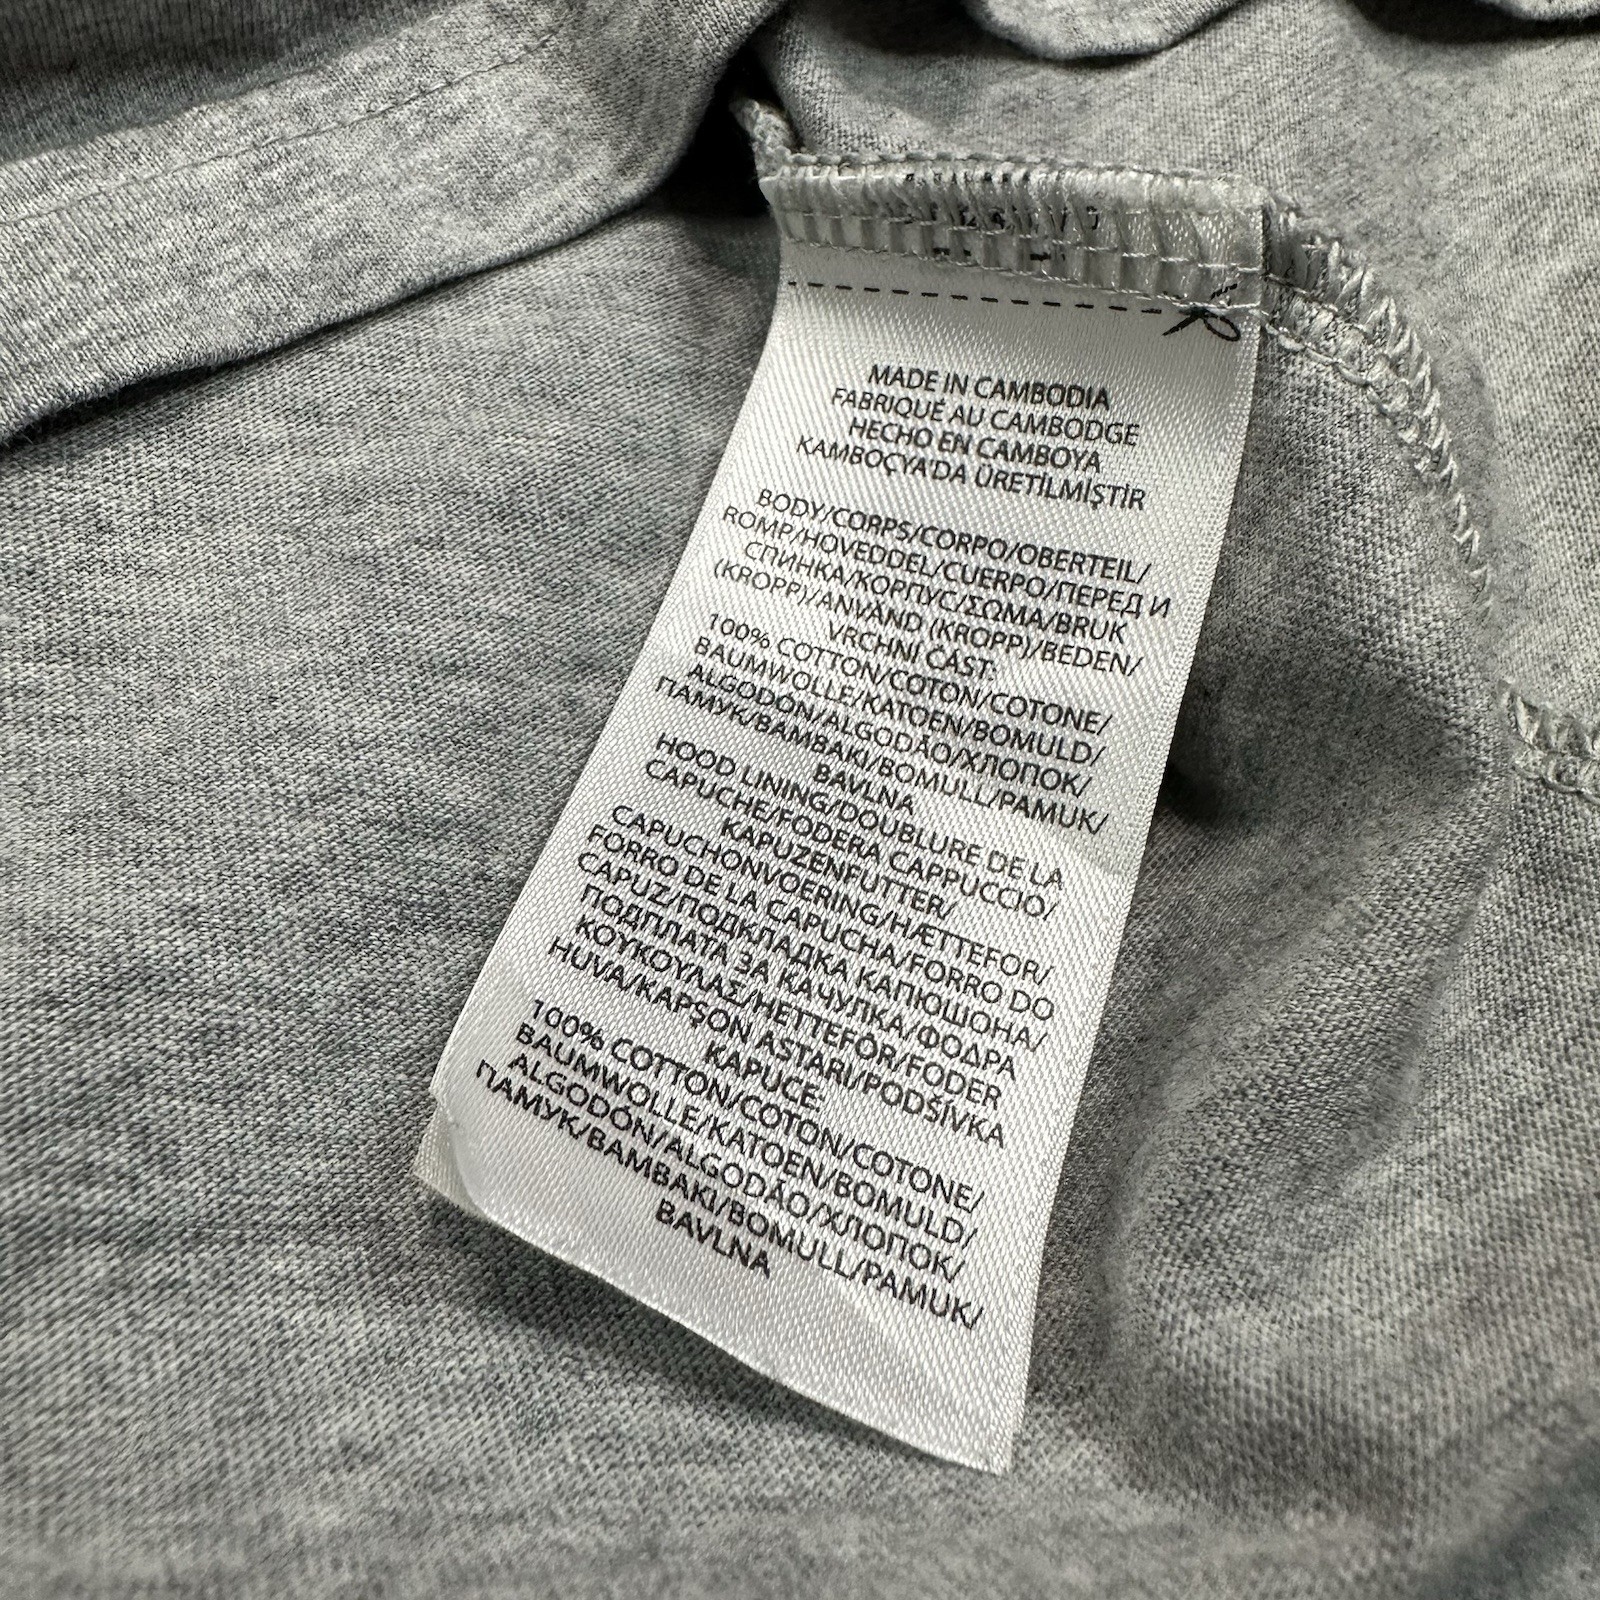 MADE IN CAMBODIA
FABRIQUÉ AU CAMBODGE
HECHO EN CAMBOYA
KAMBOÇYA'DA ÜRETİLMİŞTİR
BODY/CORPS/CORPO/OBERTEIL/
ROMP/HOVEDDEL/CUERPO/ПЕРЕД И
СПИНКА/КОРПУС/ΣΩΜΑ/BRUK
(KROPP)/ANVÄND (KROPP)/BEDEN/
VRCHNÍ ČÁST:
100% COTTON/COTON/COTONE/
BAUMWOLLE/KATOEN/BOMULD/
ALGODÓN/ALGODÃO/ХЛОПОК/
ПАМУК/ΒΑΜΒΑΚΙ/BOMULL/PAMUK/
BAVLNA
HOOD LINING/DOUBLURE DE LA
CAPUCHE/FODERA CAPPUCCIO/
KAPUZENFUTTER/
CAPUCHONVOERING/HÆTTEFOR/
FORRO DE LA CAPUCHA/FORRO DO
CAPUZ/ПОДКЛАДКА КАПЮШОНА/
ПОДПЛАТА ЗА КАЧУЛКА/ΦΟΔΡΑ
ΚΟΥΚΟΥΛΑΣ/HETTEFÔR/FODER
HUVA/KAPŞON ASTARI/PODŠÍVKA
KAPUCE:
100% COTTON/COTON/COTONE/
BAUMWOLLE/KATOEN/BOMULD/
ALGODÓN/ALGODÃO/ХЛОПОК/
ПАМУК/ΒΑΜΒΑΚΙ/BOMULL/PAMUK/
BAVLNA